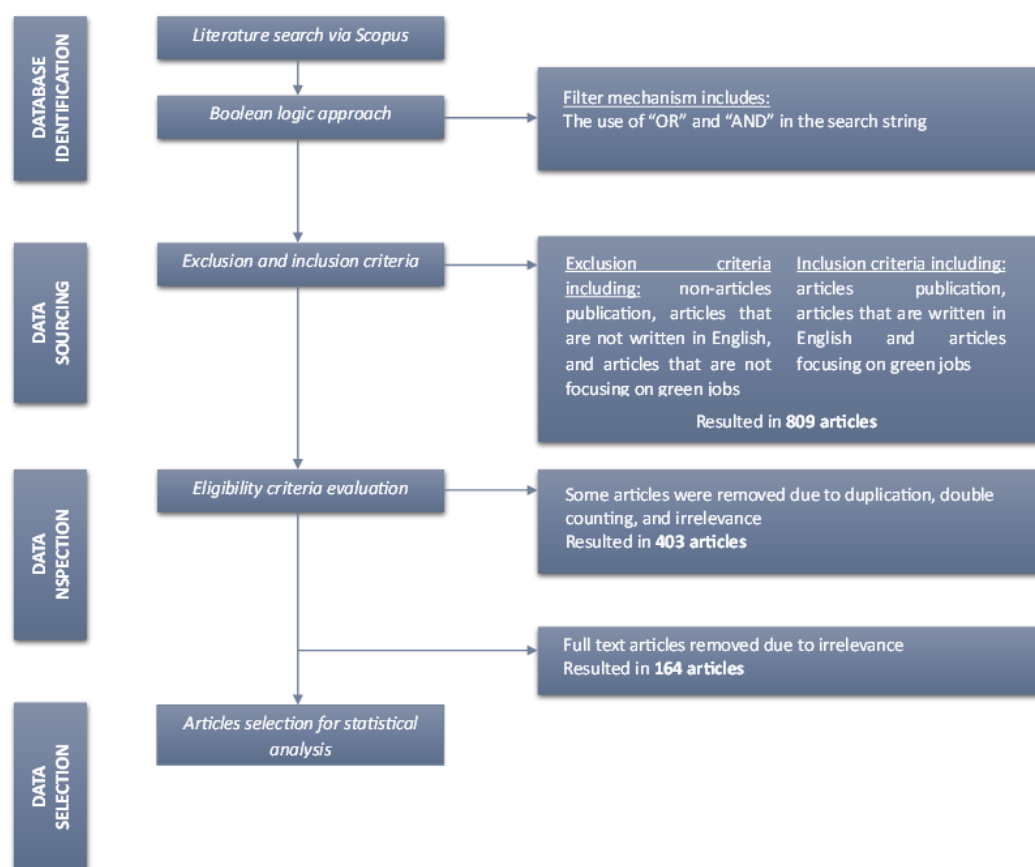 DATABASE
IDENTIFICATION
Literature search via Scopus
Boolean logic approach
Filter mechanism includes:
The use of “OR” and “AND” in the search string
DATA
SOURCING
Exclusion and inclusion criteria
Exclusion criteria
including: non-articles
publication, articles that
are not written in English,
and articles that are not
focusing on green jobs
Inclusion criteria including:
articles publication,
articles that are written in
English and articles
focusing on green jobs
Resulted in 809 articles
DATA
NSPECTION
Eligibility criteria evaluation
Some articles were removed due to duplication, double
counting, and irrelevance
Resulted in 403 articles
Full text articles removed due to irrelevance
Resulted in 164 articles
DATA
SELECTION
Articles selection for statistical
analysis